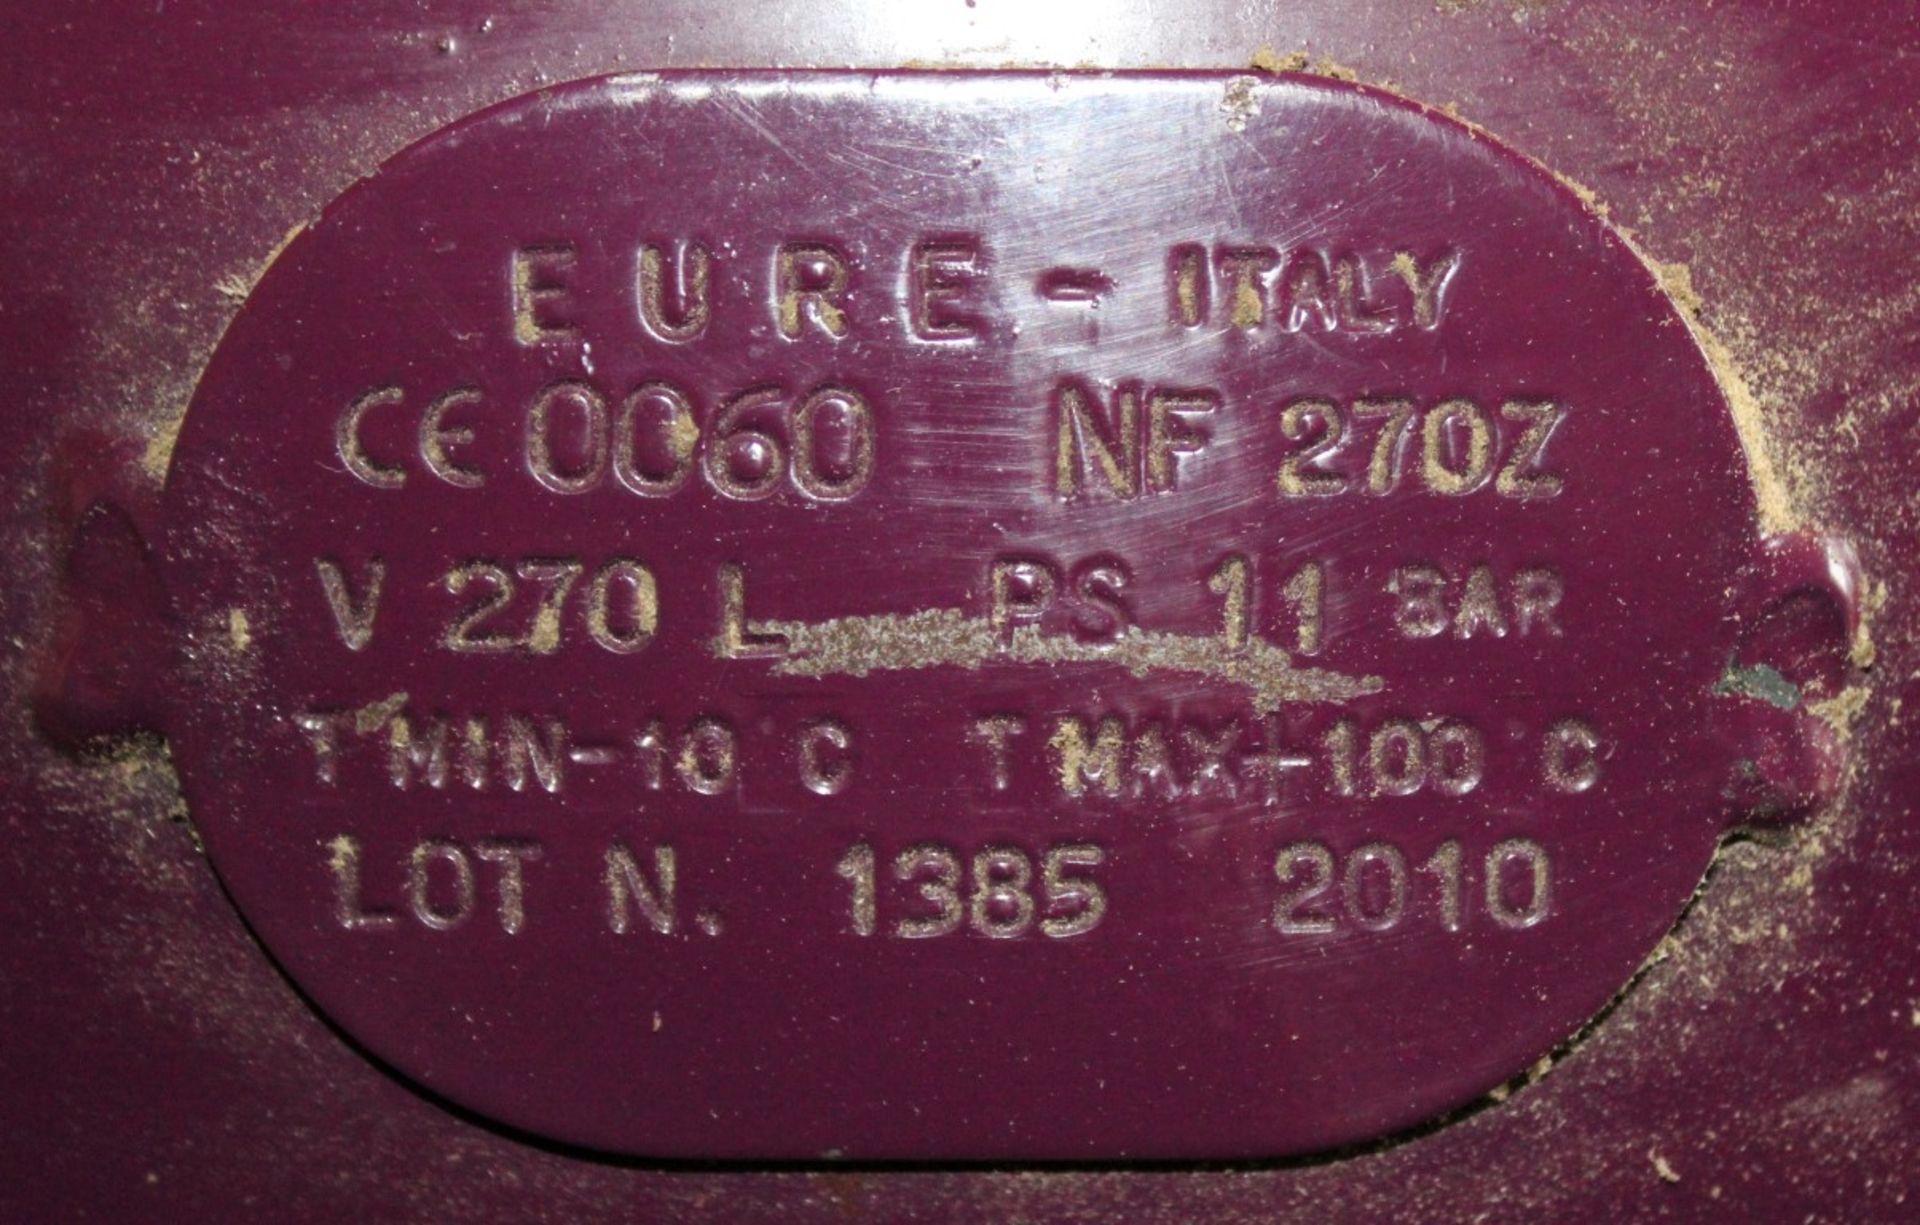 EURE - ITALY
CE 0060 NF 270Z
V 270 L PS 11 BAR
T MIN-10°C T MAX+100°C
LOT N. 1385 2010